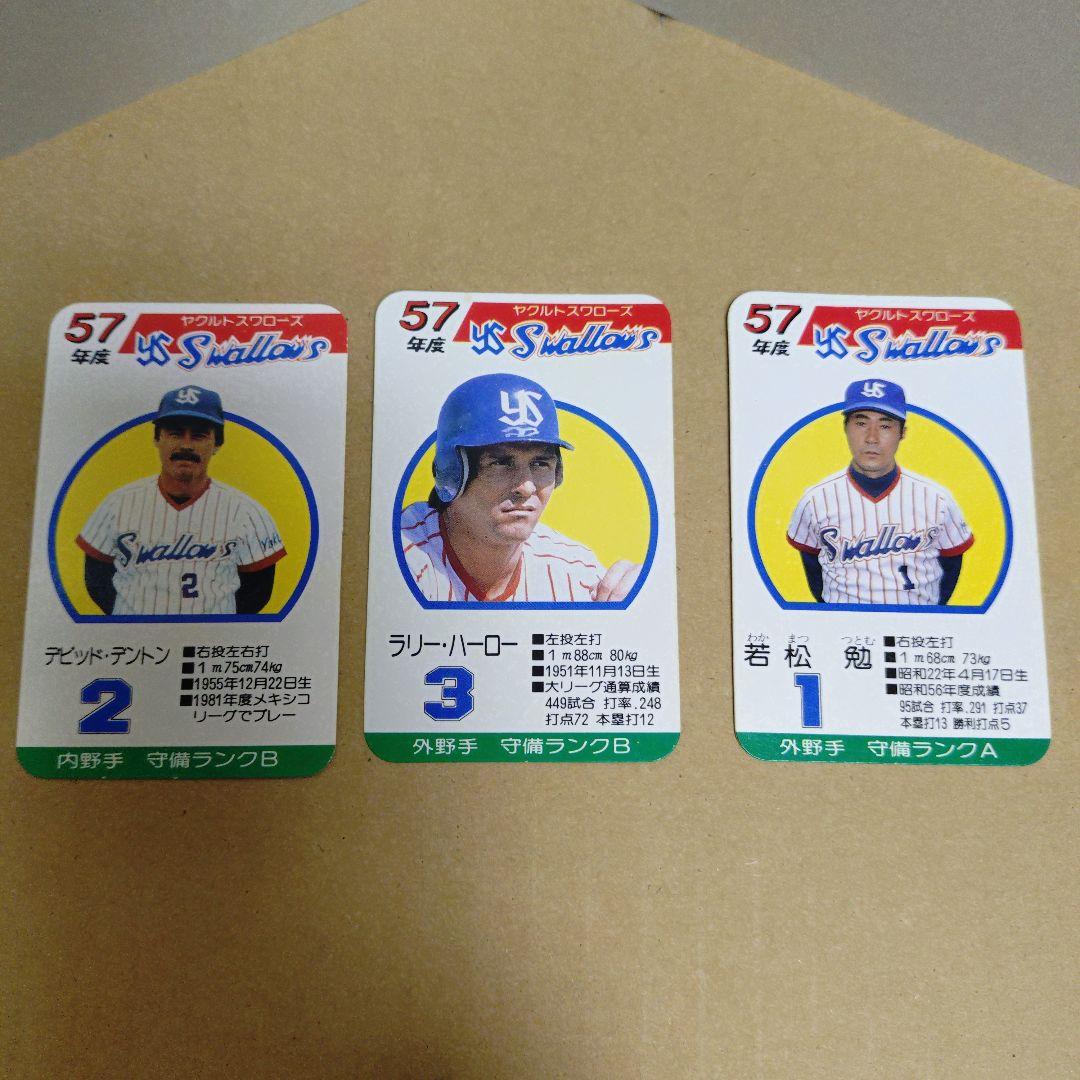 57
年度
ヤクルトスワローズ
YS Swallows
YS
Swallows
Yaku
2
デビッド・デントン
2
■右投左右打
■1m75cm74kg
■1955年12月22日生
■1981年度メキシコ
リーグでプレー
内野手 守備ランクB
57
年度
ヤクルトスワローズ
YS Swallows
YS
ラリー・ハーロー
3
■左投左打
■1m88cm 80kg
■1951年11月13日生
■大リーグ通算成績
449試合 打率.248
打点72 本塁打12
外野手 守備ランクB
57
年度
ヤクルトスワローズ
YS Swallows
YS
Swallows
1
わか まつ つとむ
若松 勉
1
■右投左打
■1m68cm 73kg
■昭和22年4月17日生
■昭和56年度成績
95試合 打率.291 打点37
本塁打13 勝利打点5
外野手 守備ランクA